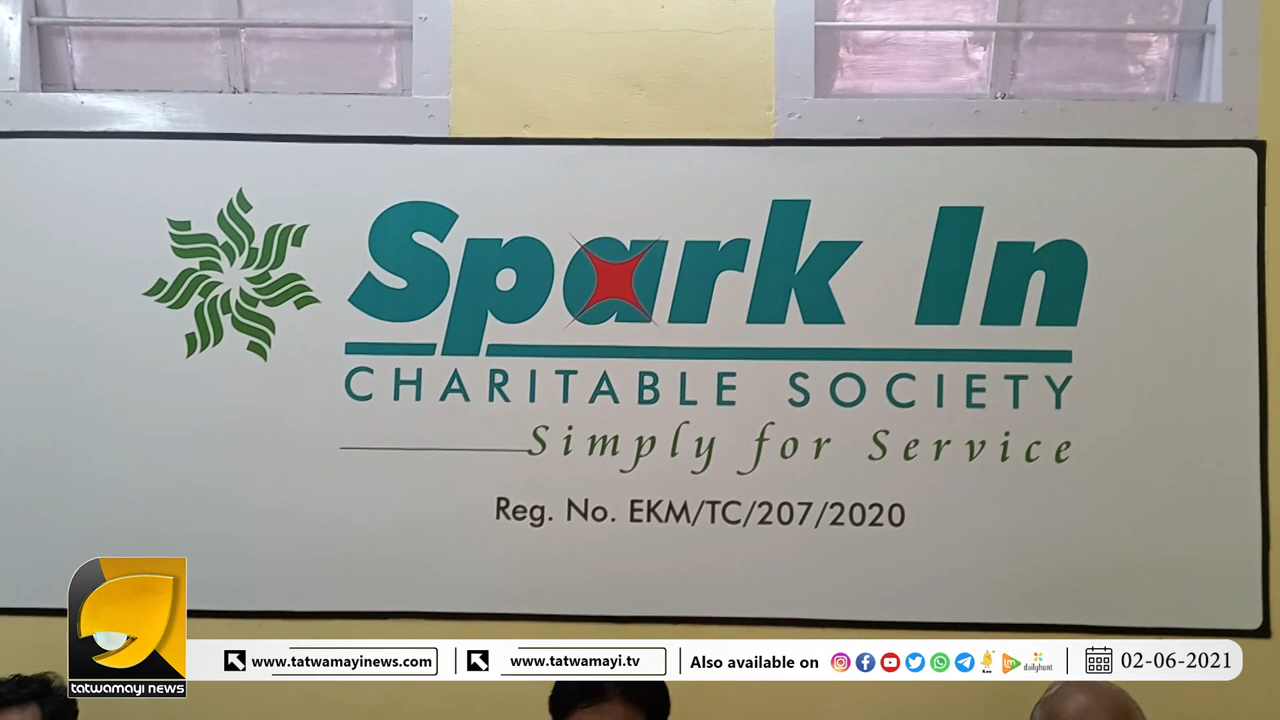 Spark In
CHARITABLE SOCIETY
Simply for Service
Reg. No. EKM/TC/207/2020
tatwamayi news
www.tatwamayinews.com
www.tatwamayi.tv
Also available on
dailyhunt
02-06-2021